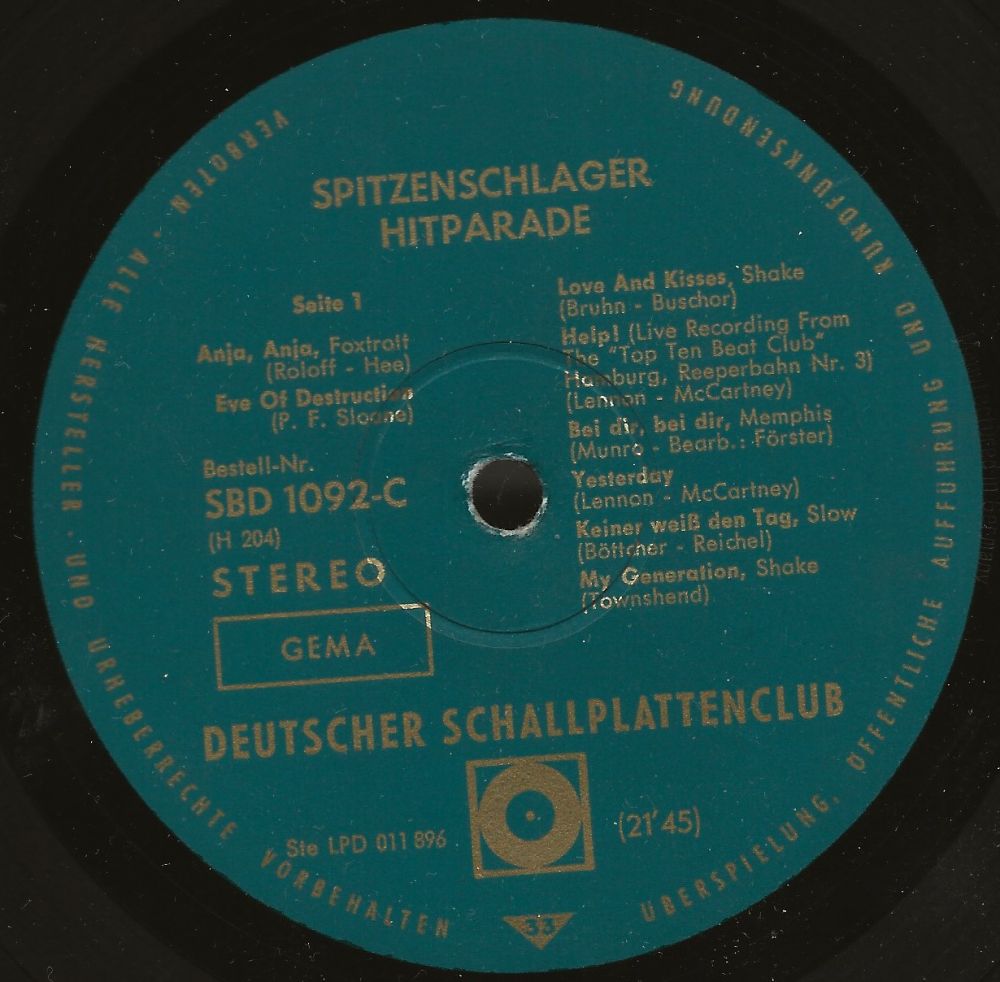 SPITZENSCHLAGER
HITPARADE
Seite 1
Anja, Anja, Foxtrott
(Roloff - Hee)
Eve Of Destruction
(P. F. Sloane)
Bestell-Nr.
SBD 1092-C
(H 204)
STEREO
GEMA
Love And Kisses, Shake
(Bruhn - Buschor)
Help! (Live Recording From
The "Top Ten Beat Club"
Hamburg, Reeperbahn Nr. 3)
(Lennon - McCartney)
Bei dir, bei dir, Memphis
(Munro - Bearb.: Förster)
Yesterday
(Lennon - McCartney)
Keiner weiß den Tag, Slow
(Böttcher - Reichel)
My Generation, Shake
(Townshend)
DEUTSCHER SCHALLPLATTENCLUB
Ste LPD 011 896
(21'45)
33
ALLE HERSTELLER- UND URHEBERRECHTE VORBEHALTEN
ÜBERSPIELUNG, ÖFFENTLICHE AUFFÜHRUNG UND RUNDFUNKSENDUNG VERBOTEN •